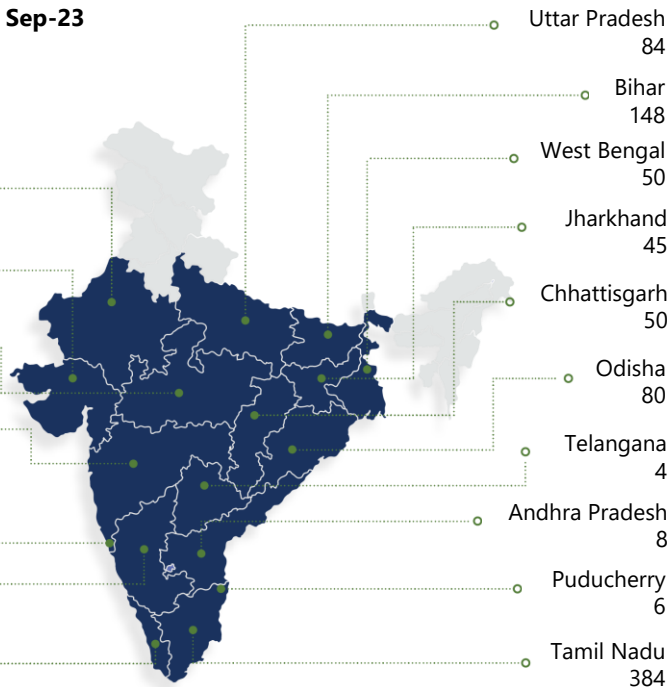 Sep-23
Uttar Pradesh
84
Bihar
148
West Bengal
50
Jharkhand
45
Chhattisgarh
50
Odisha
80
Telangana
4
Andhra Pradesh
8
Puducherry
6
Tamil Nadu
384